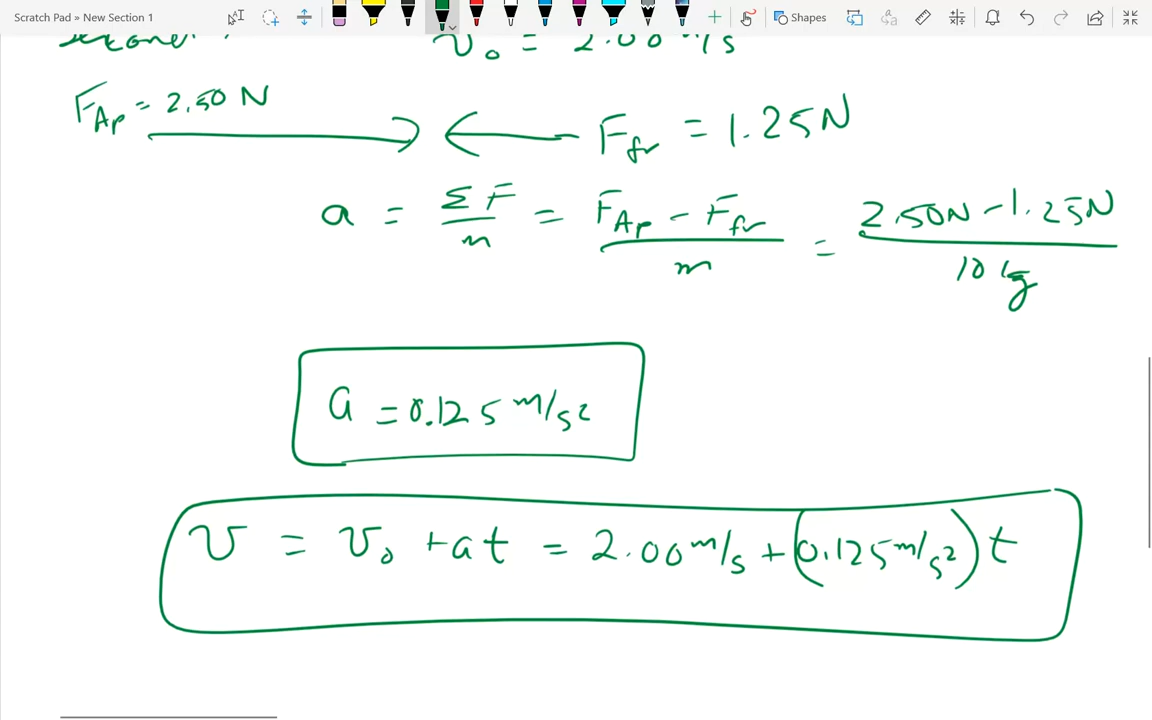 Scratch Pad » New Section 1
Shapes
v₀ = 2.00 m/s
F_Ap = 2.50 N
F_fr = 1.25N
a = ΣF/m = (F_Ap - F_fr)/m = (2.50N - 1.25N)/10 kg
a = 0.125 m/s²
v = v₀ + at = 2.00 m/s + (0.125 m/s²) t